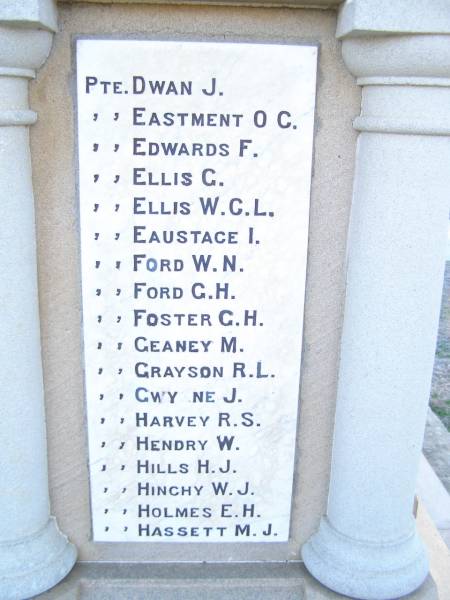 PTE. DWAN J.
, , EASTMENT O C.
, , EDWARDS F.
, , ELLIS G.
, , ELLIS W.C.L.
, , EAUSTACE I.
, , FORD W.N.
, , FORD G.H.
, , FOSTER G.H.
, , GEANEY M.
, , GRAYSON R.L.
, , GWY NE J.
, , HARVEY R.S.
, , HENDRY W.
, , HILLS H.J.
, , HINCHY W.J.
, , HOLMES E.H.
, , HASSETT M.J.